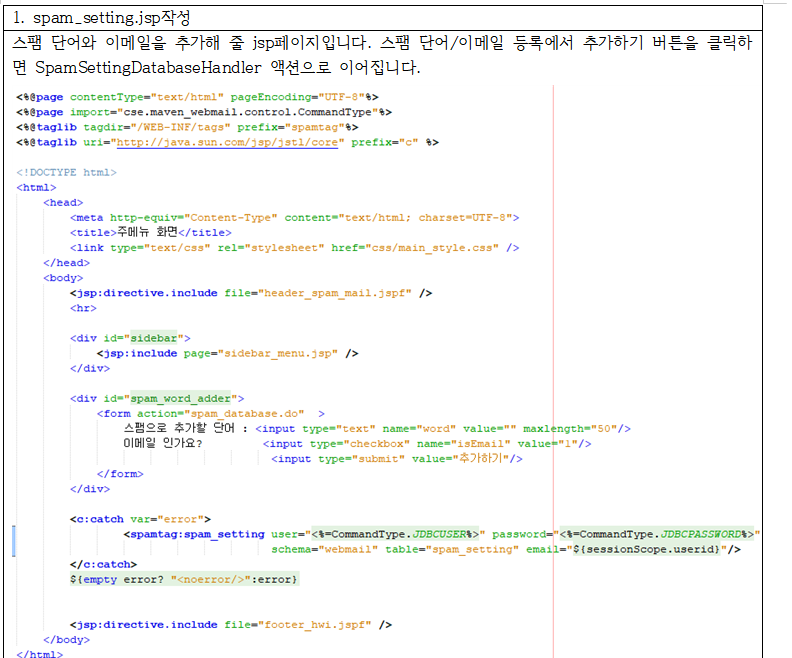 1. spam_setting.jsp작성
스팸 단어와 이메일을 추가해 줄 jsp페이지입니다. 스팸 단어/이메일 등록에서 추가하기 버튼을 클릭하
면 SpamSettingDatabaseHandler 액션으로 이어집니다.
<%@page contentType="text/html" pageEncoding="UTF-8"%>
<%@page import="cse.maven_webmail.control.CommandType"%>
<%@taglib tagdir="/WEB-INF/tags" prefix="spamtag"%>
<%@taglib uri="http://java.sun.com/jsp/jstl/core" prefix="c" %>
<!DOCTYPE html>
<html>
<head>
<meta http-equiv="Content-Type" content="text/html; charset=UTF-8">
<title>주메뉴 화면</title>
<link type="text/css" rel="stylesheet" href="css/main_style.css" />
</head>
<body>
<jsp:directive.include file="header_spam_mail.jspf" />
<hr>
<div id="sidebar">
<jsp:include page="sidebar_menu.jsp" />
</div>
<div id="spam_word_adder">
<form action="spam_database.do"  >
스팸으로 추가할 단어 : <input type="text" name="word" value="" maxlength="50"/>
이메일 인가요? <input type="checkbox" name="isEmail" value="1"/>
<input type="submit" value="추가하기"/>
</form>
</div>
<c:catch var="error">
<spamtag:spam_setting user="<%=CommandType.JDBCUSER%>" password="<%=CommandType.JDBCPASSWORD%>"
schema="webmail" table="spam_setting" email="${sessionScope.userid}"/>
</c:catch>
${empty error? "<noerror/>":error}
<jsp:directive.include file="footer_hwi.jspf" />
</body>
</html>